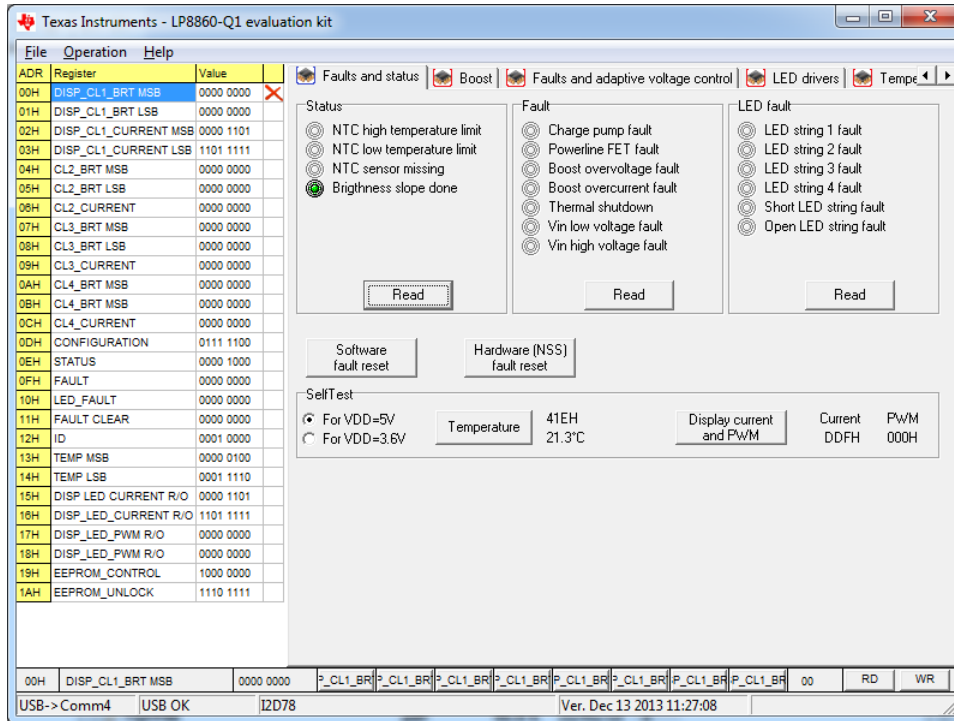 Texas Instruments - LP8860-Q1 evaluation kit
File Operation Help
ADR Register Value
00H DISP_CL1_BRT MSB 0000 0000
01H DISP_CL1_BRT LSB 0000 0000
02H DISP_CL1_CURRENT MSB 0000 1101
03H DISP_CL1_CURRENT LSB 1101 1111
04H CL2_BRT MSB 0000 0000
05H CL2_BRT LSB 0000 0000
06H CL2_CURRENT 0000 0000
07H CL3_BRT MSB 0000 0000
08H CL3_BRT LSB 0000 0000
09H CL3_CURRENT 0000 0000
0AH CL4_BRT MSB 0000 0000
0BH CL4_BRT MSB 0000 0000
0CH CL4_CURRENT 0000 0000
0DH CONFIGURATION 0111 1100
0EH STATUS 0000 1000
0FH FAULT 0000 0000
10H LED_FAULT 0000 0000
11H FAULT CLEAR 0000 0000
12H ID 0001 0000
13H TEMP MSB 0000 0100
14H TEMP LSB 0001 1110
15H DISP LED CURRENT R/O 0000 1101
16H DISP_LED_CURRENT R/O 1101 1111
17H DISP_LED_PWM R/O 0000 0000
18H DISP_LED_PWM R/O 0000 0000
19H EEPROM_CONTROL 1000 0000
1AH EEPROM_UNLOCK 1110 1111
Faults and status Boost Faults and adaptive voltage control LED drivers Tempe
Status
NTC high temperature limit
NTC low temperature limit
NTC sensor missing
Brigthness slope done
Read
Fault
Charge pump fault
Powerline FET fault
Boost overvoltage fault
Boost overcurrent fault
Thermal shutdown
Vin low voltage fault
Vin high voltage fault
Read
LED fault
LED string 1 fault
LED string 2 fault
LED string 3 fault
LED string 4 fault
Short LED string fault
Open LED string fault
Read
Software
fault reset
Hardware (NSS)
fault reset
SelfTest
For VDD=5V
For VDD=3.6V
Temperature
41EH
21.3°C
Display current
and PWM
Current PWM
DDFH 000H
00H DISP_CL1_BRT MSB 0000 0000 P_CL1_BR P_CL1_BR P_CL1_BR P_CL1_BR P_CL1_BR P_CL1_BR P_CL1_BR P_CL1_BR 00 RD WR
USB->Comm4 USB OK I2D78 Ver. Dec 13 2013 11:27:08